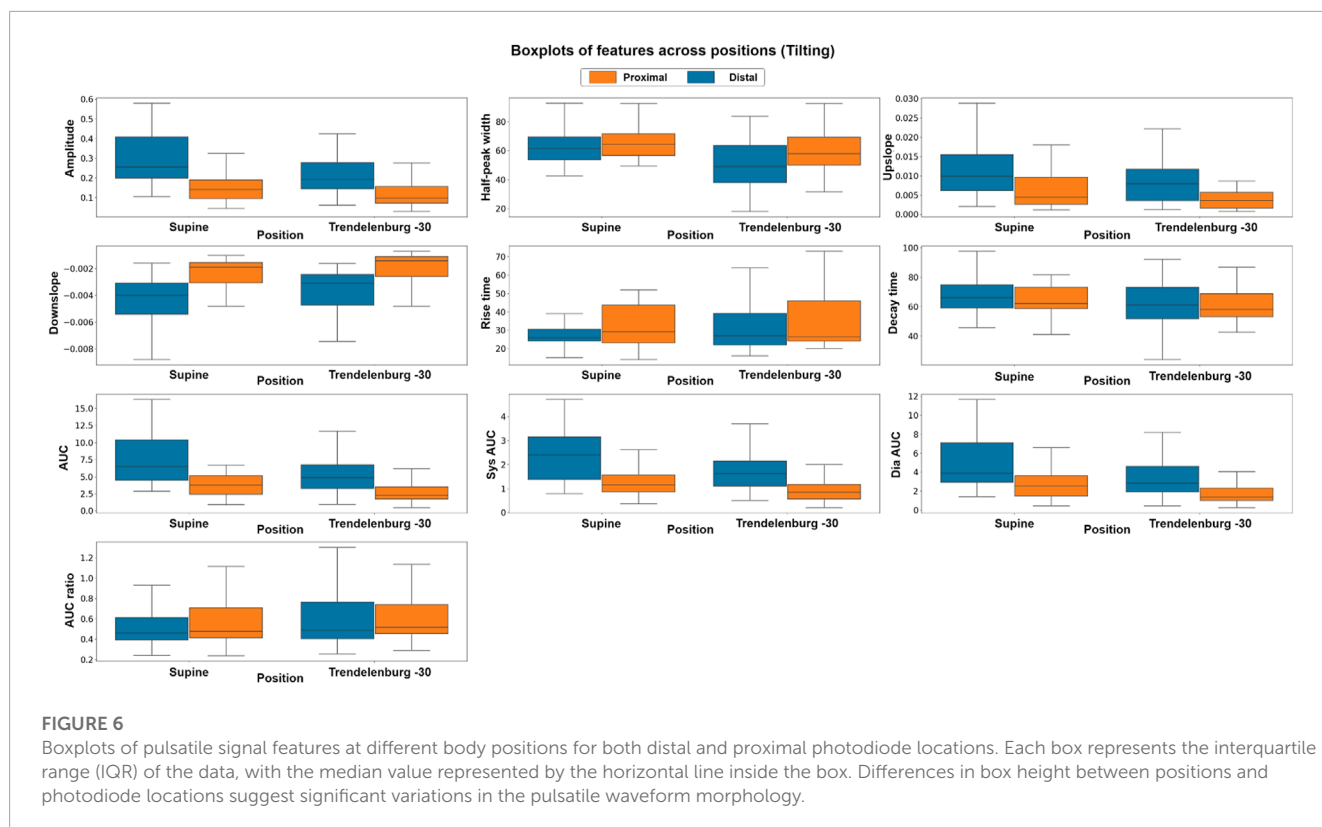 Boxplots of features across positions (Tilting)
Proximal Distal
Amplitude
0.6
0.5
0.4
0.3
0.2
0.1
Supine Position Trendelenburg -30
Half-peak width
80
60
40
20
Supine Position Trendelenburg -30
Upslope
0.030
0.025
0.020
0.015
0.010
0.005
0.000
Supine Position Trendelenburg -30
Downslope
−0.002
−0.004
−0.006
−0.008
Supine Position Trendelenburg -30
Rise time
70
60
50
40
30
20
Supine Position Trendelenburg -30
Decay time
100
80
60
40
Supine Position Trendelenburg -30
AUC
15.0
12.5
10.0
7.5
5.0
2.5
0.0
Supine Position Trendelenburg -30
Sys AUC
4
3
2
1
0
Supine Position Trendelenburg -30
Dia AUC
12
10
8
6
4
2
0
Supine Position Trendelenburg -30
AUC ratio
1.2
1.0
0.8
0.6
0.4
0.2
Supine Position Trendelenburg -30
FIGURE 6
Boxplots of pulsatile signal features at different body positions for both distal and proximal photodiode locations. Each box represents the interquartile
range (IQR) of the data, with the median value represented by the horizontal line inside the box. Differences in box height between positions and
photodiode locations suggest significant variations in the pulsatile waveform morphology.